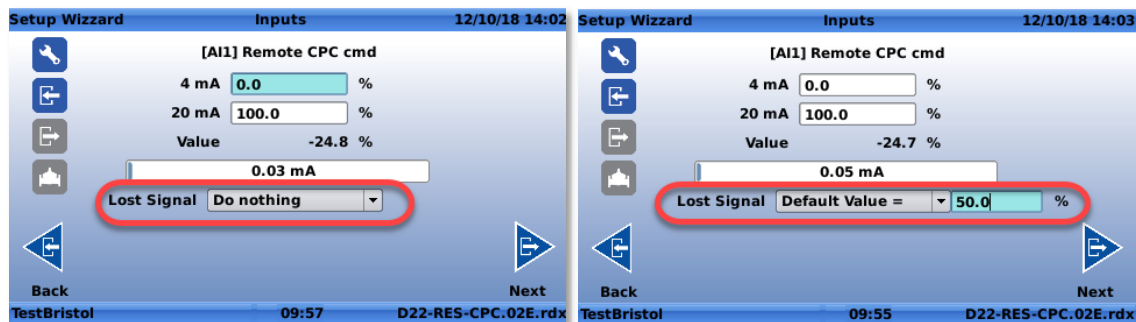 Setup Wizzard Inputs 12/10/18 14:02
[AI1] Remote CPC cmd
4 mA 0.0 %
20 mA 100.0 %
Value -24.8 %
0.03 mA
Lost Signal Do nothing
Back Next
TestBristol 09:57 D22-RES-CPC.02E.rdx
Setup Wizzard Inputs 12/10/18 14:03
[AI1] Remote CPC cmd
4 mA 0.0 %
20 mA 100.0 %
Value -24.7 %
0.05 mA
Lost Signal Default Value = 50.0 %
Back Next
TestBristol 09:55 D22-RES-CPC.02E.rdx